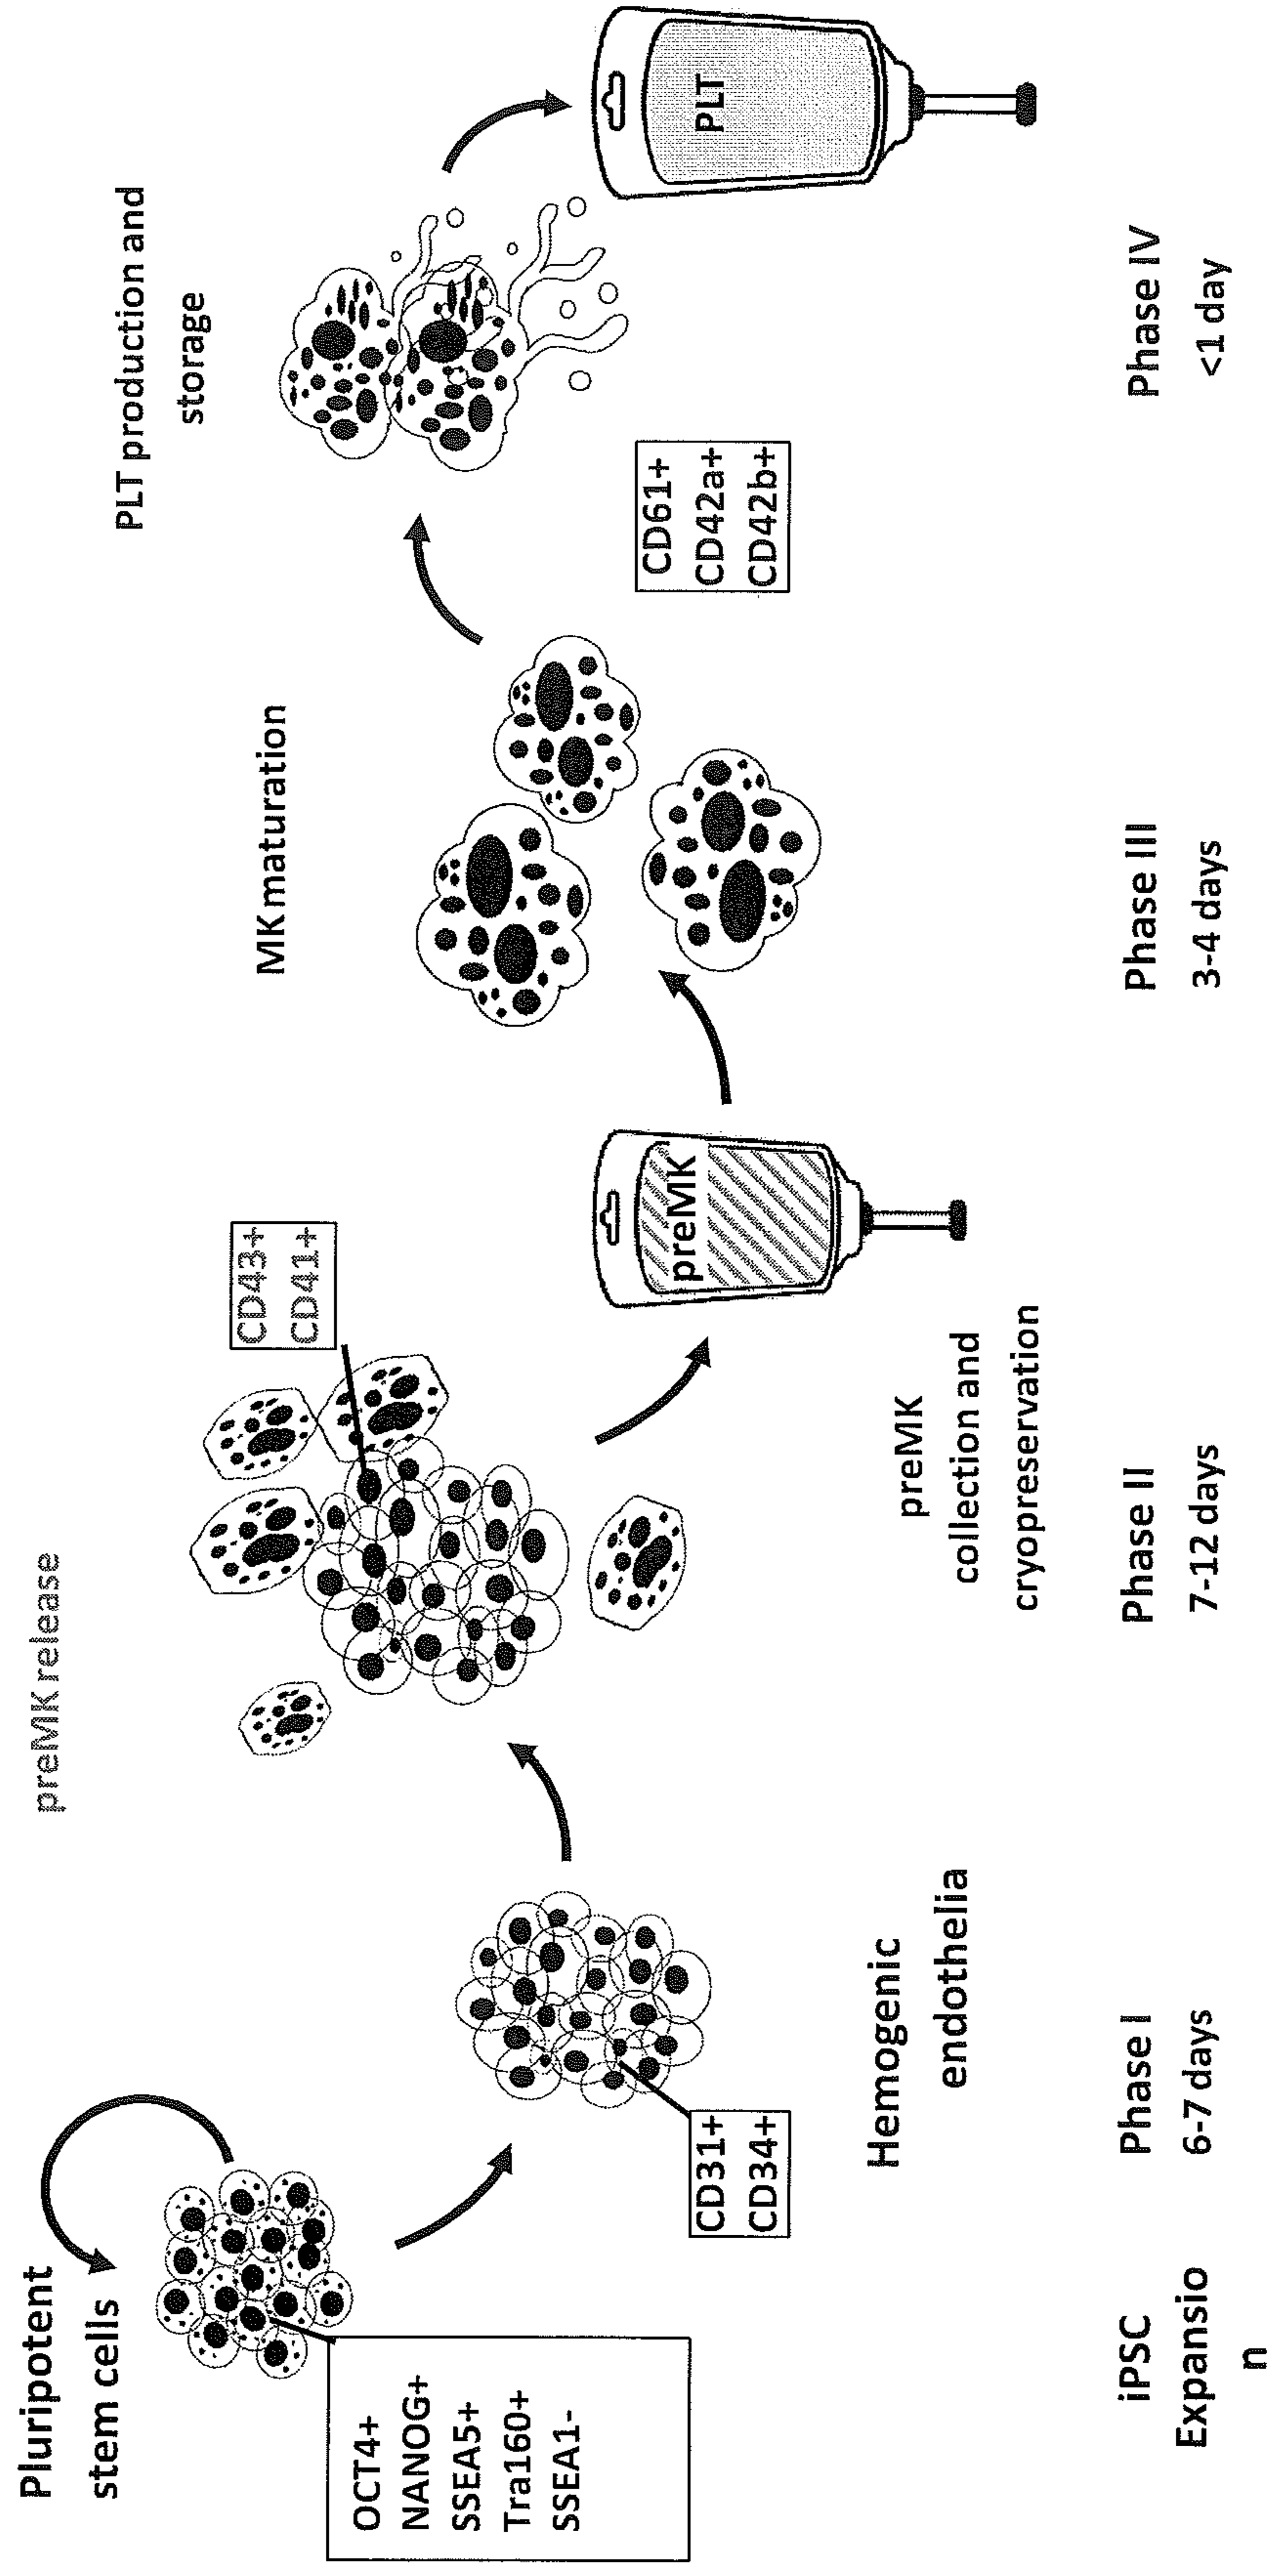 Pluripotent
stem cells
OCT4+
NANOG+
SSEA5+
Tra160+
SSEA1-
iPSC
Expansio
n
CD31+
CD34+
Hemogenic
endothelia
Phase I
6-7 days
preMK release
CD43+
CD41+
preMK
collection and
cryopreservation
Phase II
7-12 days
preMK
MK maturation
Phase III
3-4 days
CD61+
CD42a+
CD42b+
PLT production and
storage
Phase IV
<1 day
PLT